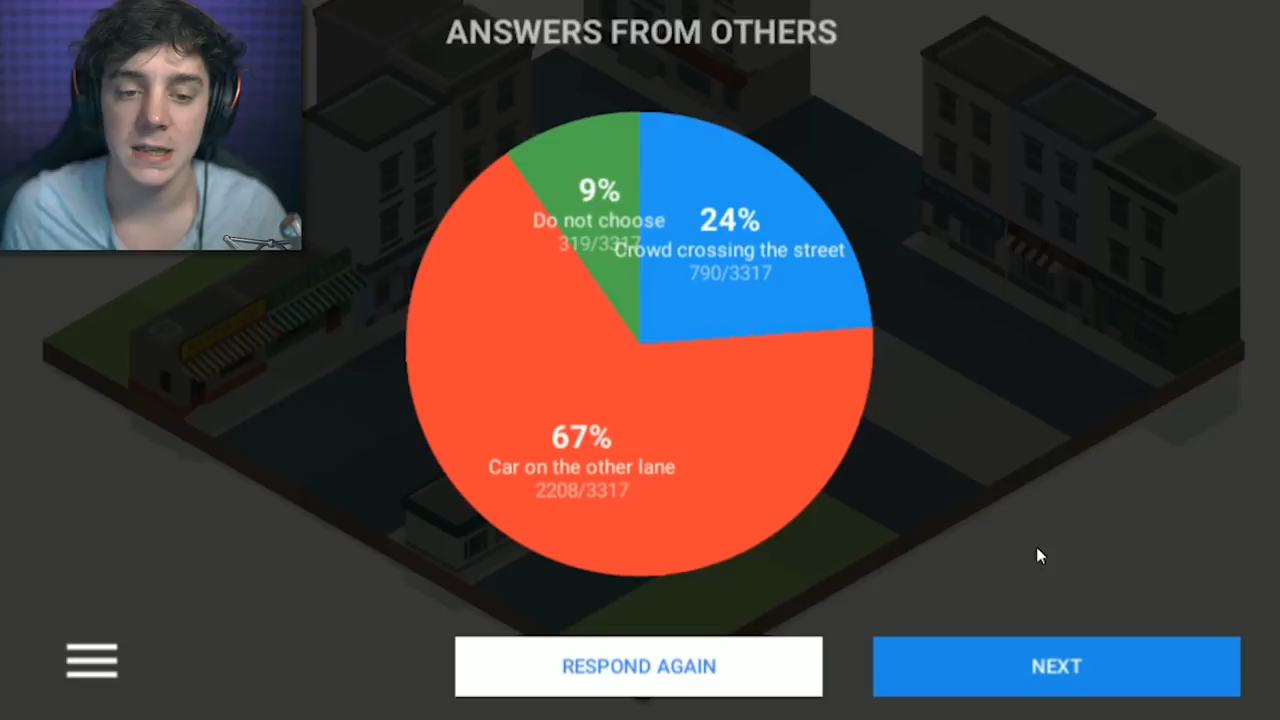 ANSWERS FROM OTHERS
9%
Do not choose
319/3317
24%
Crowd crossing the street
790/3317
67%
Car on the other lane
2208/3317
RESPOND AGAIN
NEXT